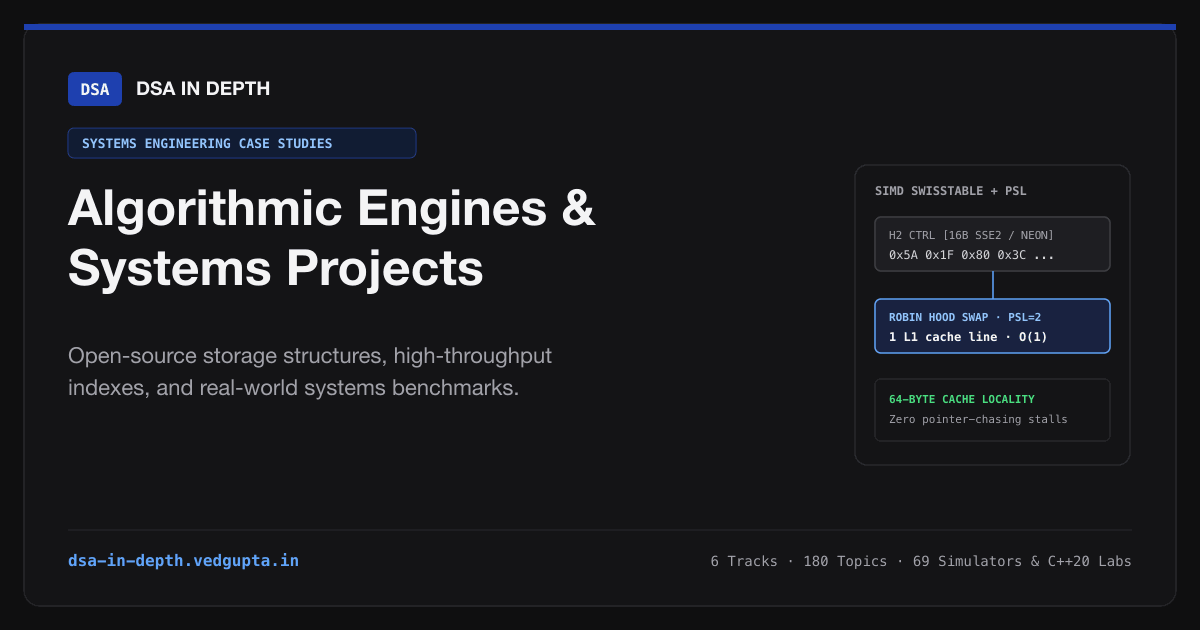 DSA
DSA IN DEPTH
SYSTEMS ENGINEERING CASE STUDIES
Algorithmic Engines &
Systems Projects
Open-source storage structures, high-throughput
indexes, and real-world systems benchmarks.
SIMD SWISSTABLE + PSL
H2 CTRL [16B SSE2 / NEON]
0x5A 0x1F 0x80 0x3C ...
ROBIN HOOD SWAP · PSL=2
1 L1 cache line · O(1)
64-BYTE CACHE LOCALITY
Zero pointer-chasing stalls
dsa-in-depth.vedgupta.in
6 Tracks · 180 Topics · 69 Simulators & C++20 Labs